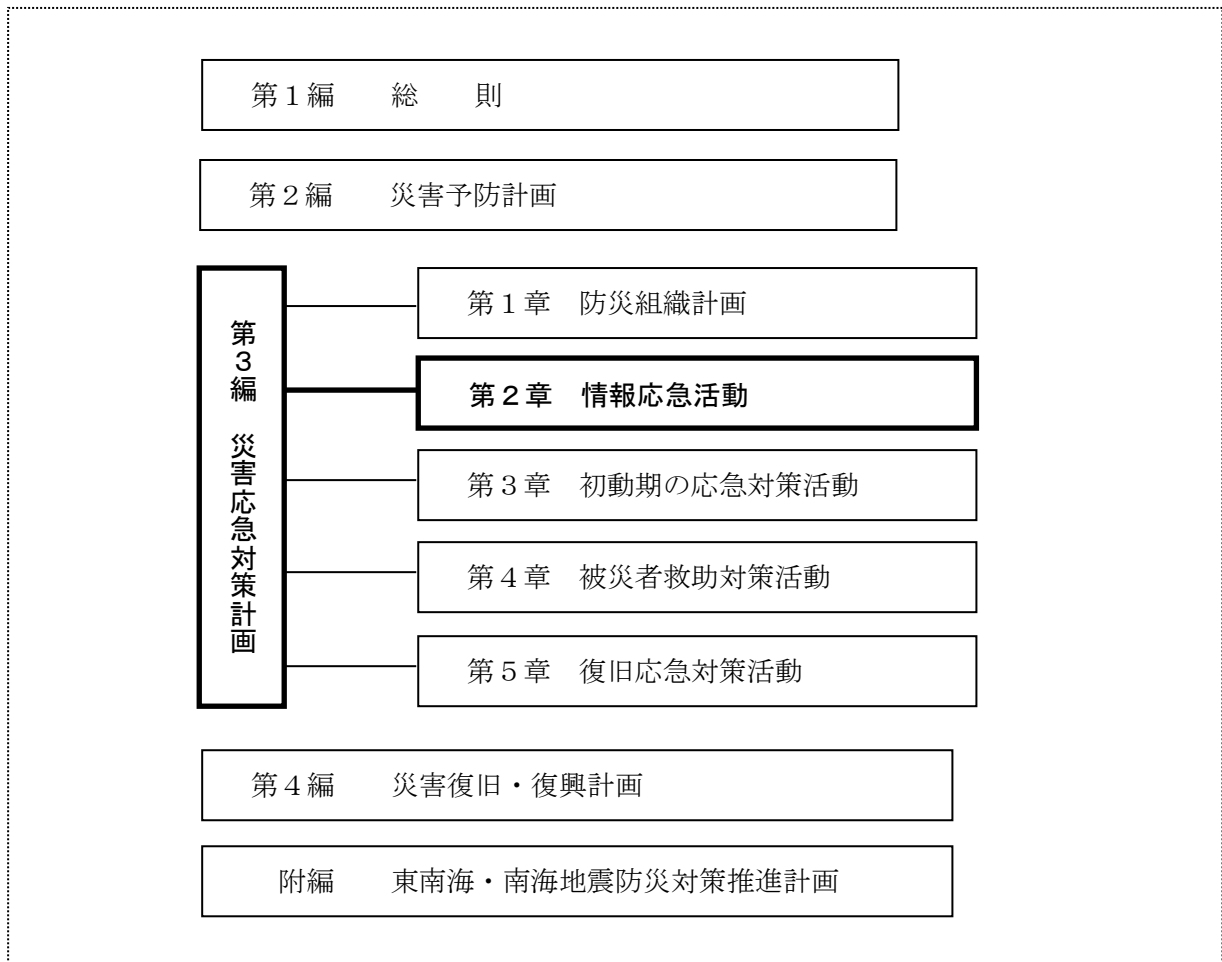 第１編　　総　　則
第２編　　災害予防計画
第３編　災害応急対策計画
第１章　防災組織計画
第２章　情報応急活動
第３章　初動期の応急対策活動
第４章　被災者救助対策活動
第５章　復旧応急対策活動
第４編　　災害復旧・復興計画
附編　　東南海・南海地震防災対策推進計画